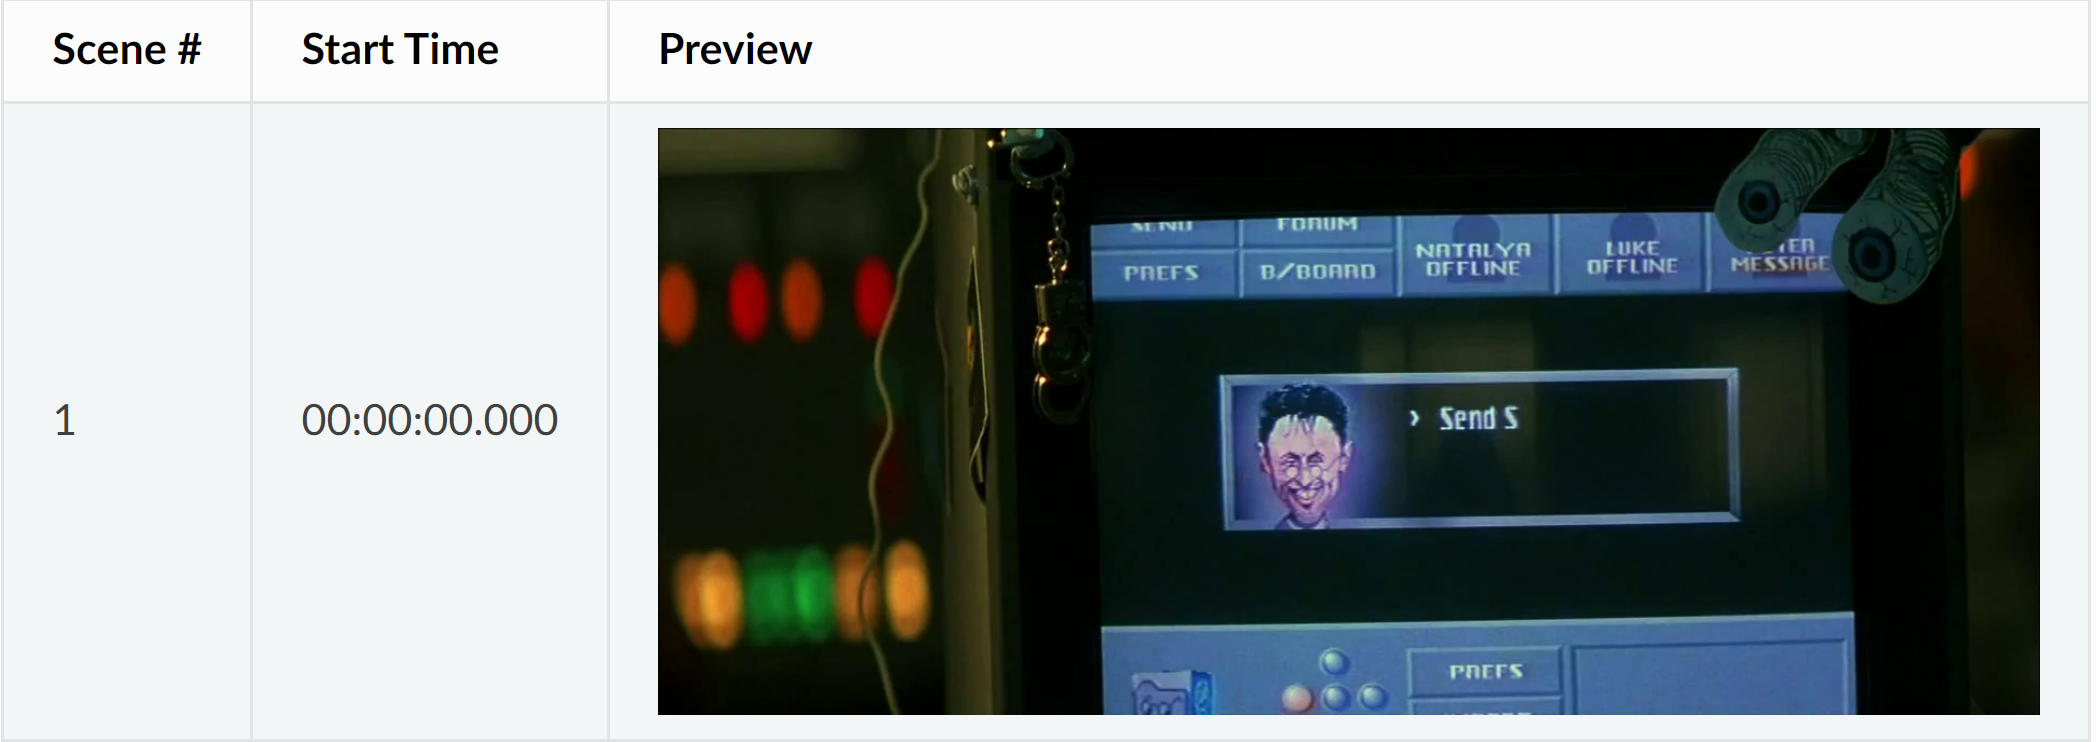 Scene #
Start Time
Preview
1
00:00:00.000
SEND
FORUM
PREFS
B/BOARD
NATALYA
OFFLINE
LUKE
OFFLINE
MESSAGE
› Send S
PREFS